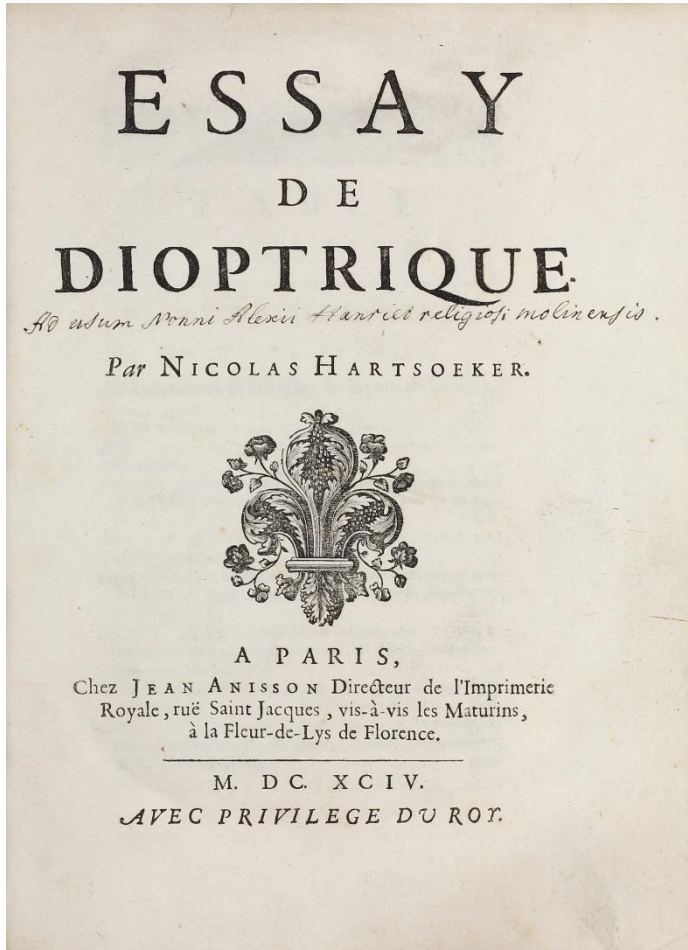 ESSAY
DE
DIOPTRIQUE.
Ad usum Nonni Alexii Hanriet religiosi molinensis.
Par NICOLAS HARTSOEKER.
A PARIS,
Chez JEAN ANISSON Directeur de l'Imprimerie
Royale, ruë Saint Jacques, vis-à-vis les Maturins,
à la Fleur-de-Lys de Florence.
M. DC. XCIV.
AVEC PRIVILEGE DU ROY.